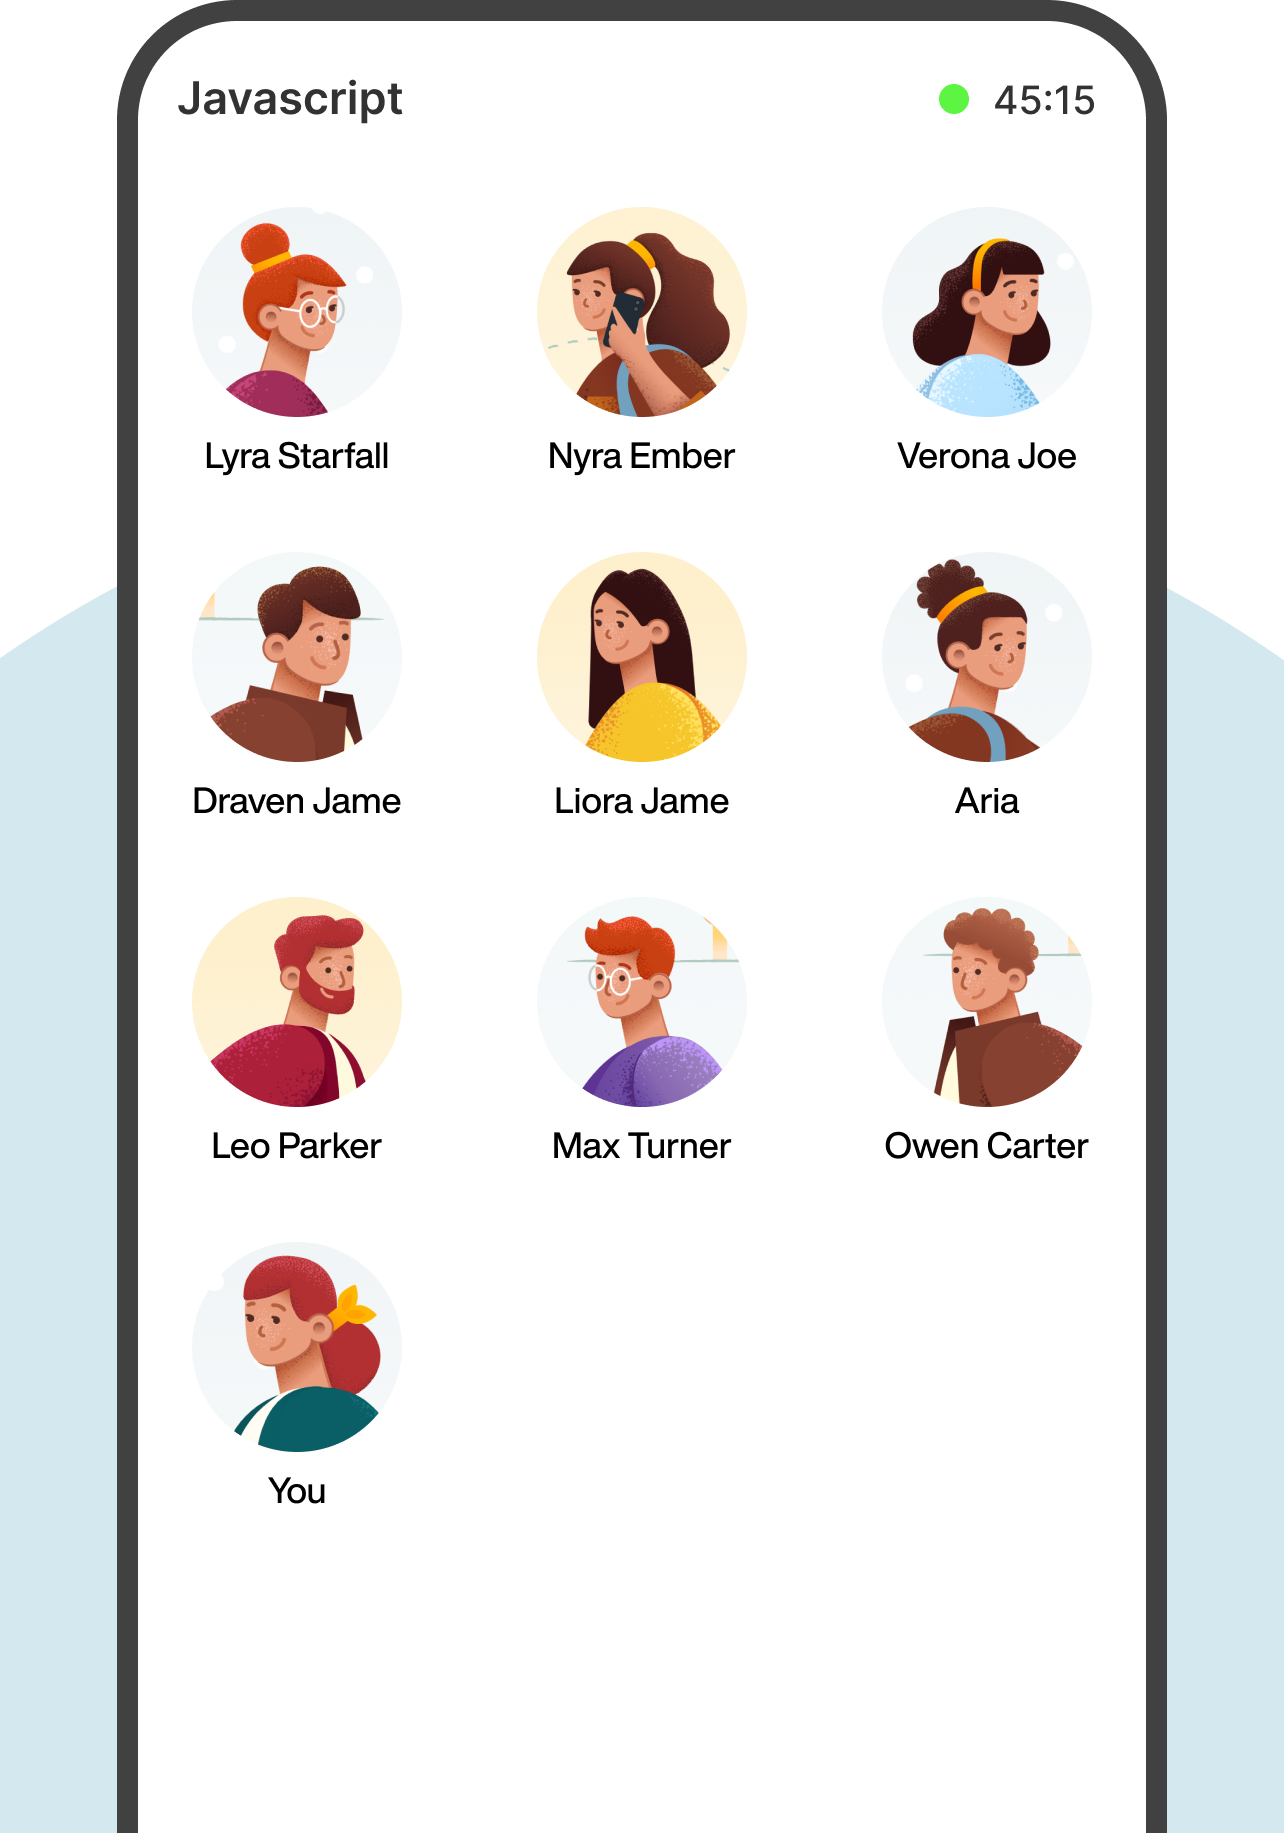 Javascript
45:15
Lyra Starfall
Nyra Ember
Verona Joe
Draven Jame
Liora Jame
Aria
Leo Parker
Max Turner
Owen Carter
You